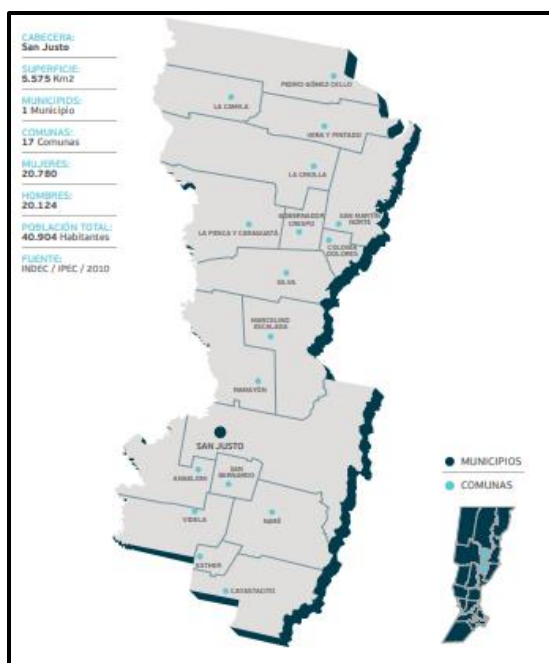 CABECERA:
San Justo
SUPERFICIE:
5.575 Km2
MUNICIPIOS:
1 Municipio
COMUNAS:
17 Comunas
MUJERES:
20.780
HOMBRES:
20.124
POBLACIÓN TOTAL:
40.904 Habitantes
FUENTE:
INDEC / IPEC / 2010
PEDRO GÓMEZ CELLO
LA CAMILA
VERA Y PINTADO
LA CRIOLLA
GOBERNADOR
CRESPO
SAN MARTÍN
NORTE
LA PENCA Y CARAGUATÁ
COLONIA
DOLORES
SILVA
MARCELINO
ESCALADA
RAMAYÓN
SAN JUSTO
ANGELONI
SAN
BERNARDO
VIDELA
NARÉ
ESTHER
CAYASTACITO
MUNICIPIOS
COMUNAS